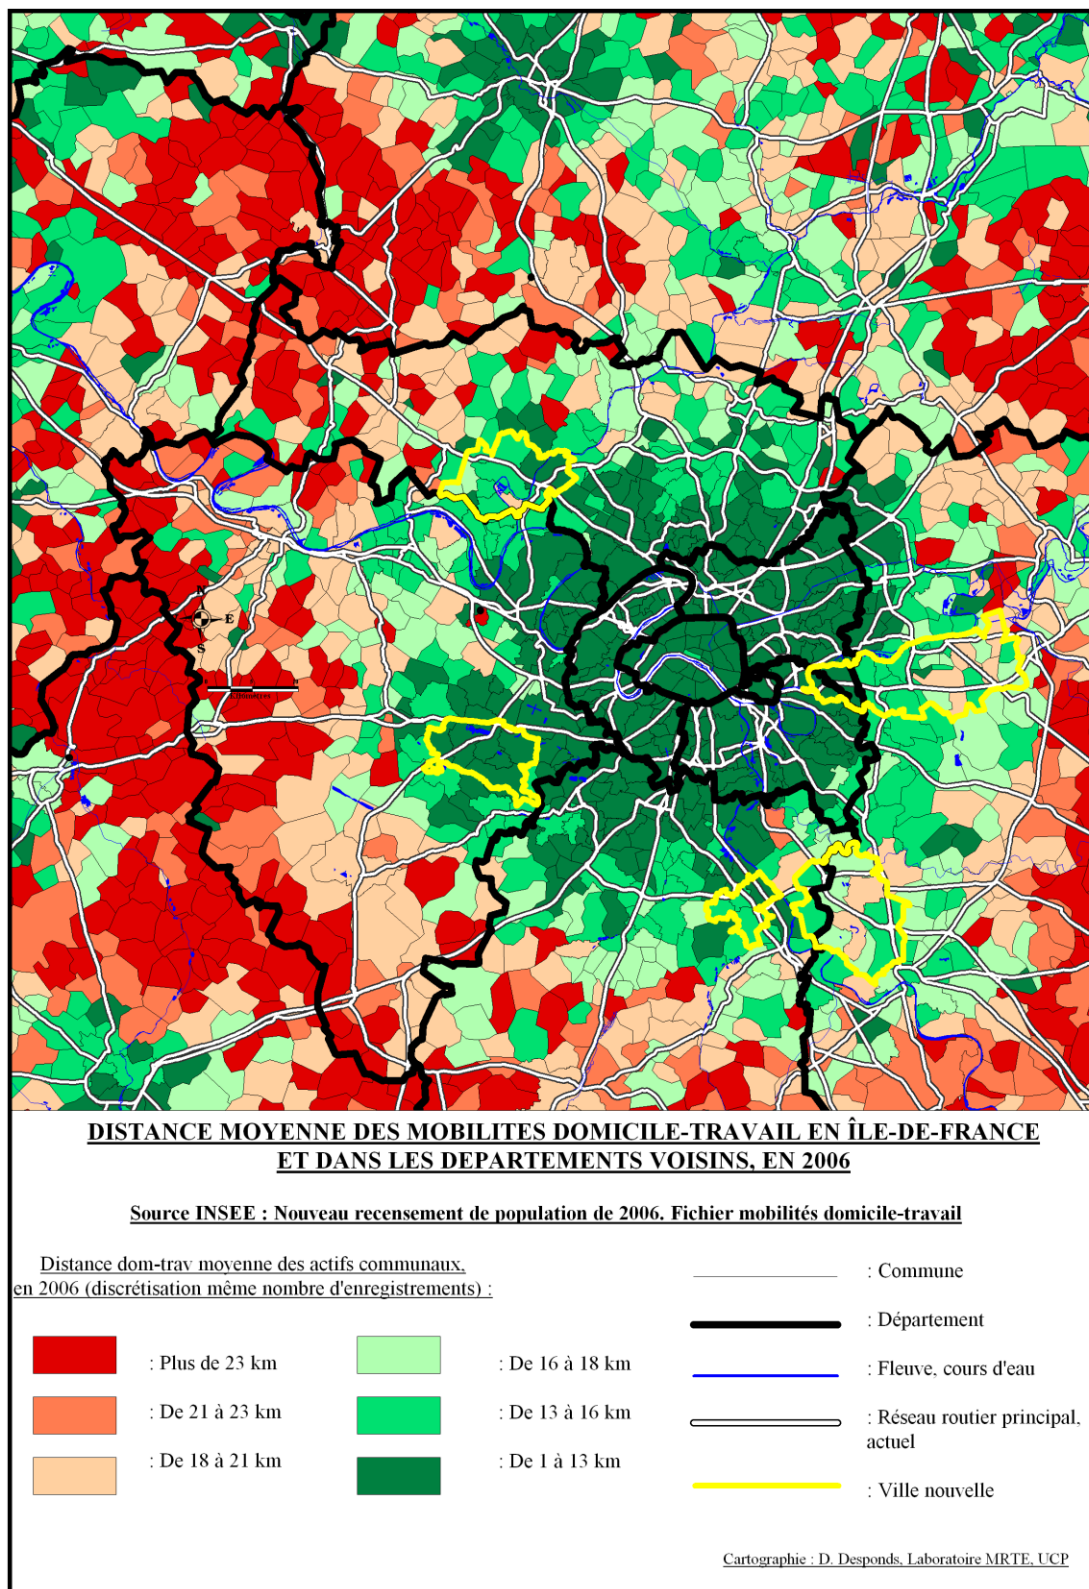 N
E
S
Kilomètres
DISTANCE MOYENNE DES MOBILITES DOMICILE-TRAVAIL EN ÎLE-DE-FRANCE
ET DANS LES DEPARTEMENTS VOISINS, EN 2006
Source INSEE : Nouveau recensement de population de 2006. Fichier mobilités domicile-travail
Distance dom-trav moyenne des actifs communaux,
en 2006 (discrétisation même nombre d'enregistrements) :
: Plus de 23 km
: De 21 à 23 km
: De 18 à 21 km
: De 16 à 18 km
: De 13 à 16 km
: De 1 à 13 km
: Commune
: Département
: Fleuve, cours d'eau
: Réseau routier principal,
actuel
: Ville nouvelle
Cartographie : D. Desponds, Laboratoire MRTE, UCP